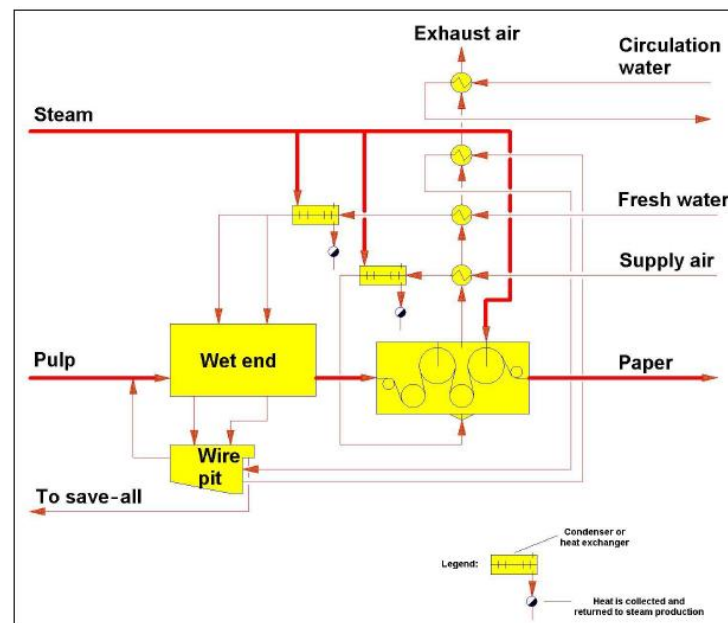 Exhaust air
Circulation
water
Steam
Fresh water
Supply air
Pulp
Wet end
Paper
Wire
pit
To save-all
Condenser or
heat exchanger
Legend:
Heat is collected and
returned to steam production